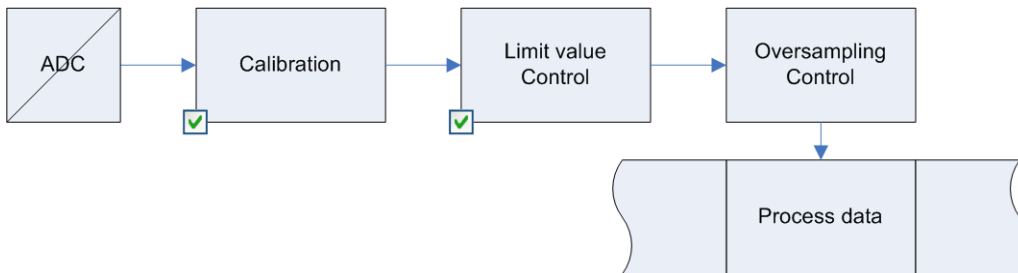 ADC
Calibration
Limit value
Control
Oversampling
Control
Process data